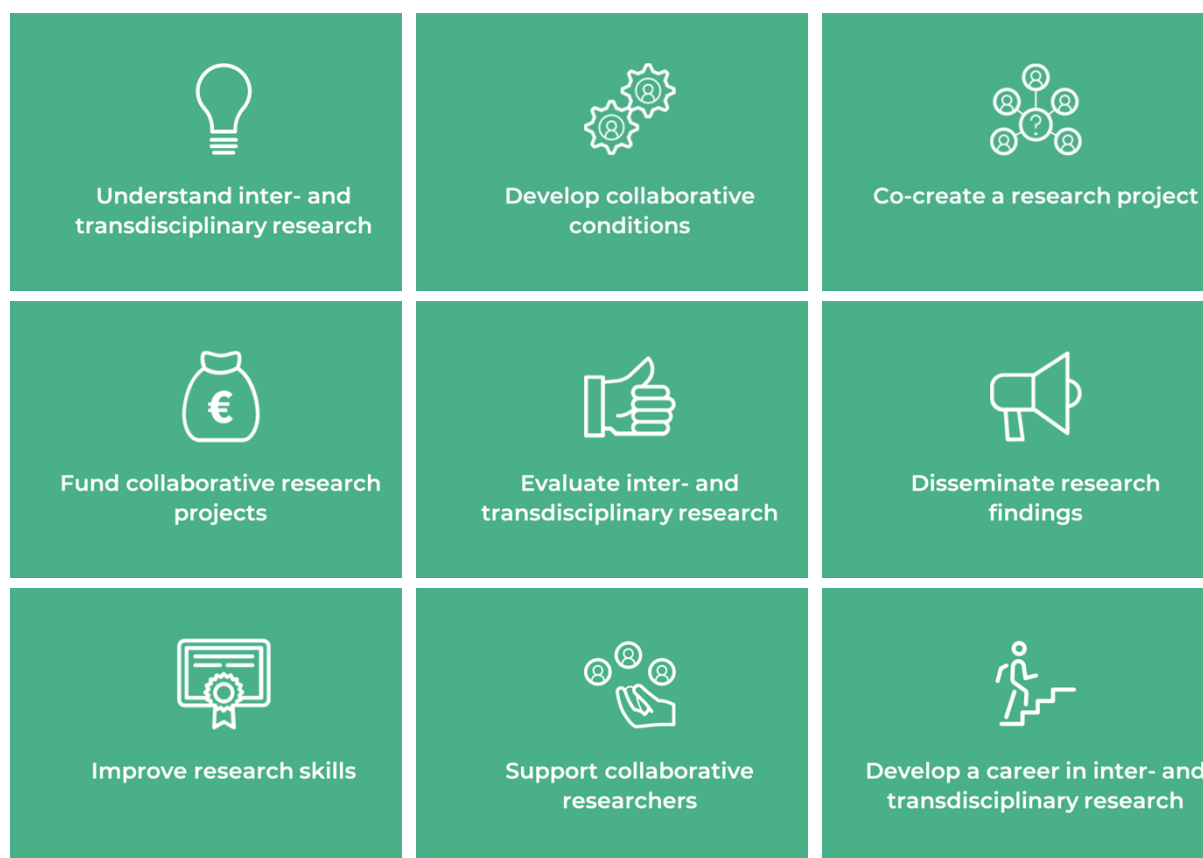 Understand inter- and
transdisciplinary research
Develop collaborative
conditions
?
Co-create a research project
€
Fund collaborative research
projects
Evaluate inter- and
transdisciplinary research
Disseminate research
findings
Improve research skills
Support collaborative
researchers
Develop a career in inter- and
transdisciplinary research